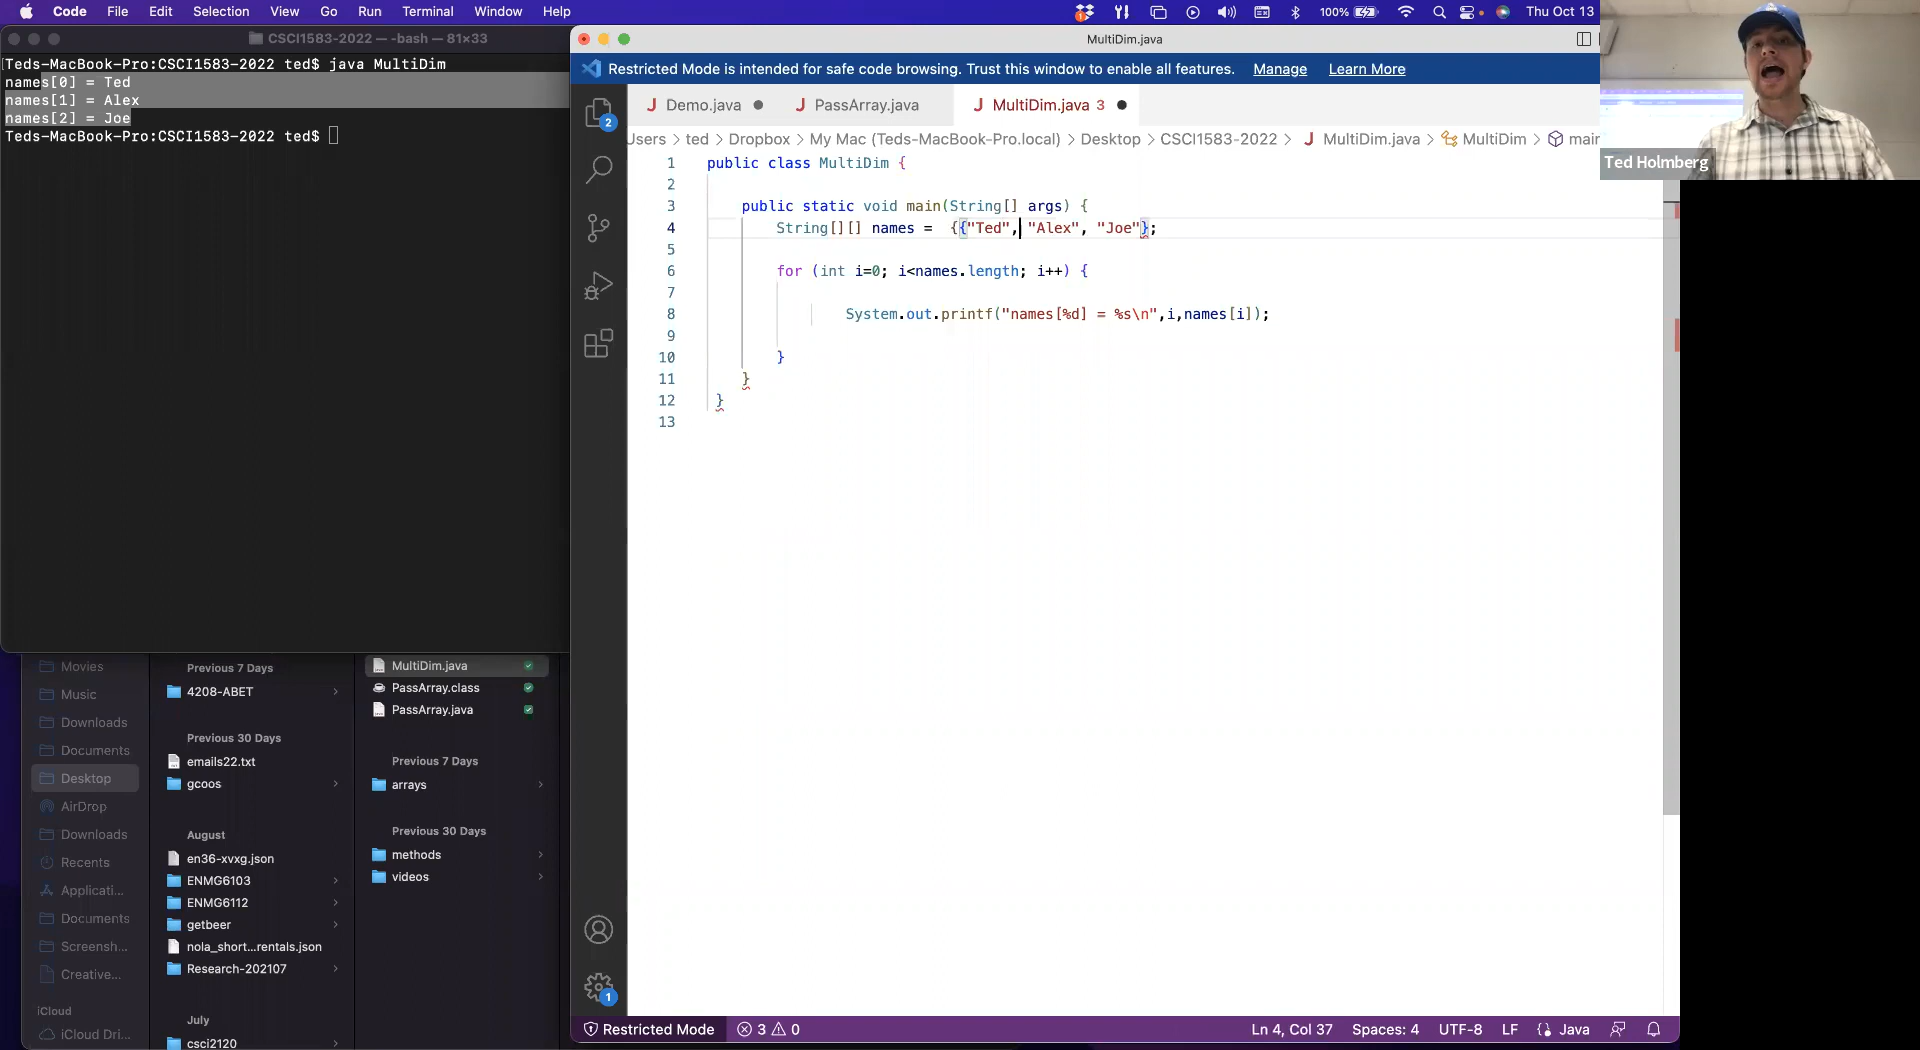 Code File Edit Selection View Go Run Terminal Window Help 100% Thu Oct 13
CSCI1583-2022 — -bash — 81×33
Teds-MacBook-Pro:CSCI1583-2022 ted$ java MultiDim
names[0] = Ted
names[1] = Alex
names[2] = Joe
Teds-MacBook-Pro:CSCI1583-2022 ted$
MultiDim.java
Restricted Mode is intended for safe code browsing. Trust this window to enable all features. Manage Learn More
Demo.java PassArray.java MultiDim.java 3
Users > ted > Dropbox > My Mac (Teds-MacBook-Pro.local) > Desktop > CSCI1583-2022 > MultiDim.java > MultiDim > main
2
1 public class MultiDim {
2
3 public static void main(String[] args) {
4 String[][] names = {{"Ted", "Alex", "Joe"};
5
6 for (int i=0; i<names.length; i++) {
7
8 System.out.printf("names[%d] = %s\n",i,names[i]);
9
10 }
11 }
12 }
13
Ted Holmberg
Movies
Music
Downloads
Documents
Desktop
AirDrop
Downloads
Recents
Applicati...
Documents
Screensh...
Creative...
iCloud
iCloud Dri...
Previous 7 Days
4208-ABET
Previous 30 Days
emails22.txt
gcoos
August
en36-xvxg.json
ENMG6103
ENMG6112
getbeer
nola_short...rentals.json
Research-202107
July
csci2120
MultiDim.java
PassArray.class
PassArray.java
Previous 7 Days
arrays
Previous 30 Days
methods
videos
1
Restricted Mode 3 0 Ln 4, Col 37 Spaces: 4 UTF-8 LF Java